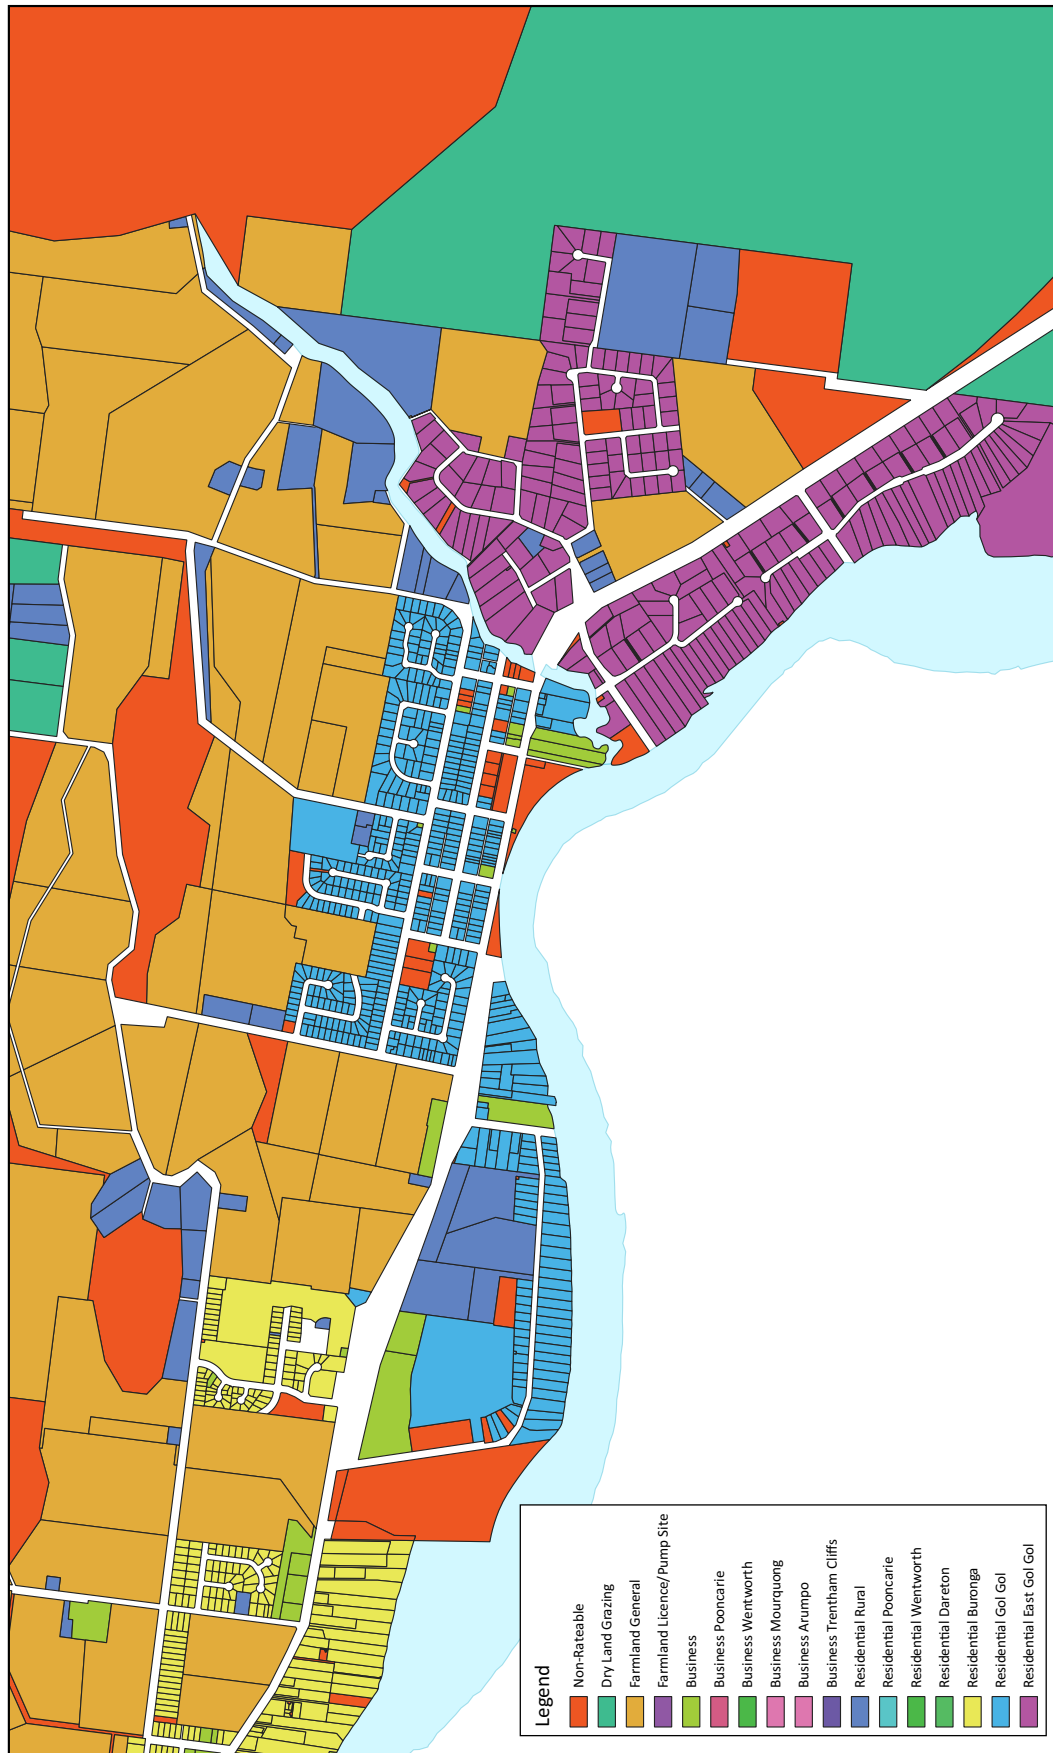 Legend
Non-Rateable
Dry Land Grazing
Farmland General
Farmland Licence/Pump Site
Business
Business Pooncarie
Business Wentworth
Business Mourquong
Business Arumpo
Business Trentham Cliffs
Residential Rural
Residential Pooncarie
Residential Wentworth
Residential Dareton
Residential Buronga
Residential Gol Gol
Residential East Gol Gol